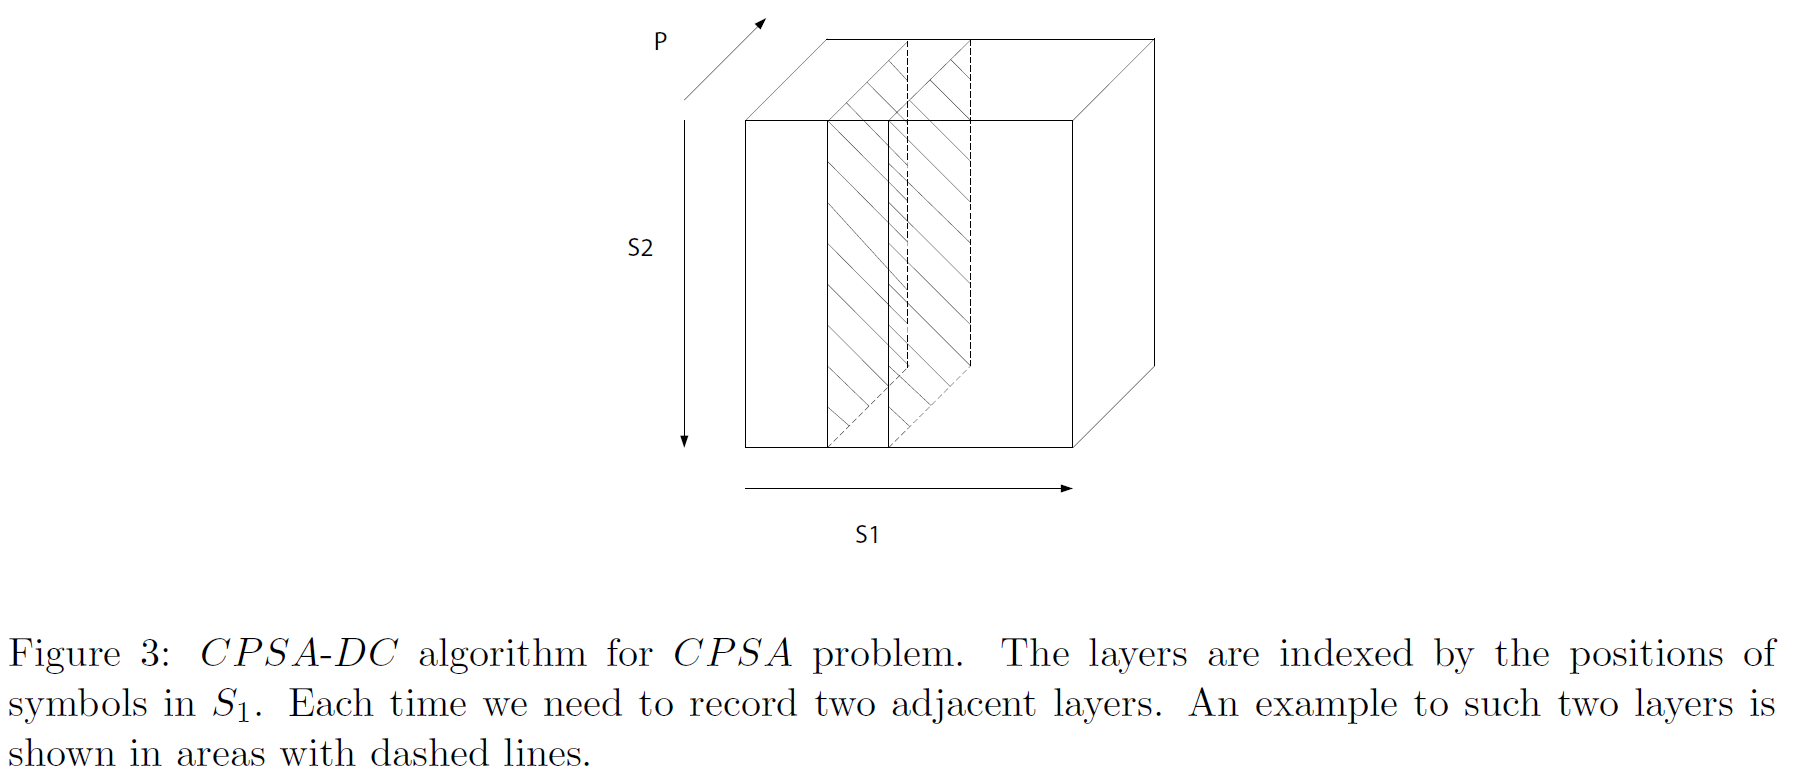 P
S2
S1
Figure 3: CPSA-DC algorithm for CPSA problem. The layers are indexed by the positions of
symbols in S₁. Each time we need to record two adjacent layers. An example to such two layers is
shown in areas with dashed lines.